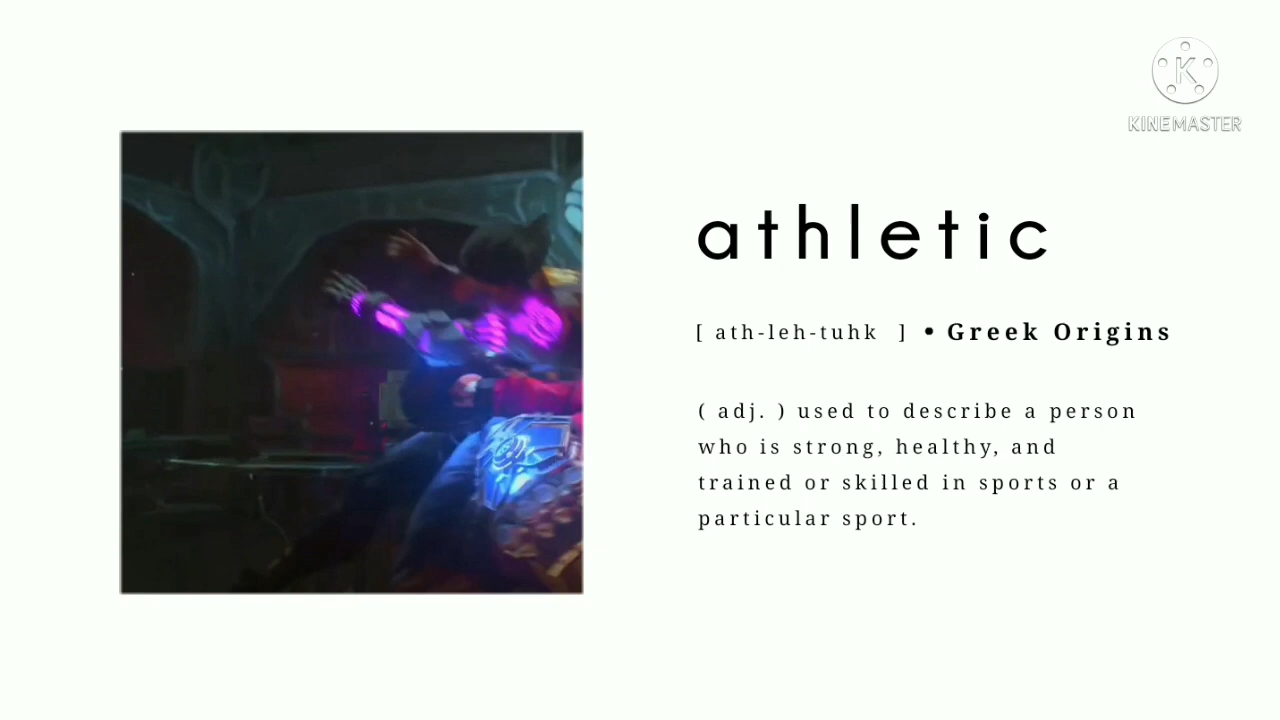 KINEMASTER
athletic
[ ath-leh-tuhk ] • Greek Origins
( adj. ) used to describe a person
who is strong, healthy, and
trained or skilled in sports or a
particular sport.